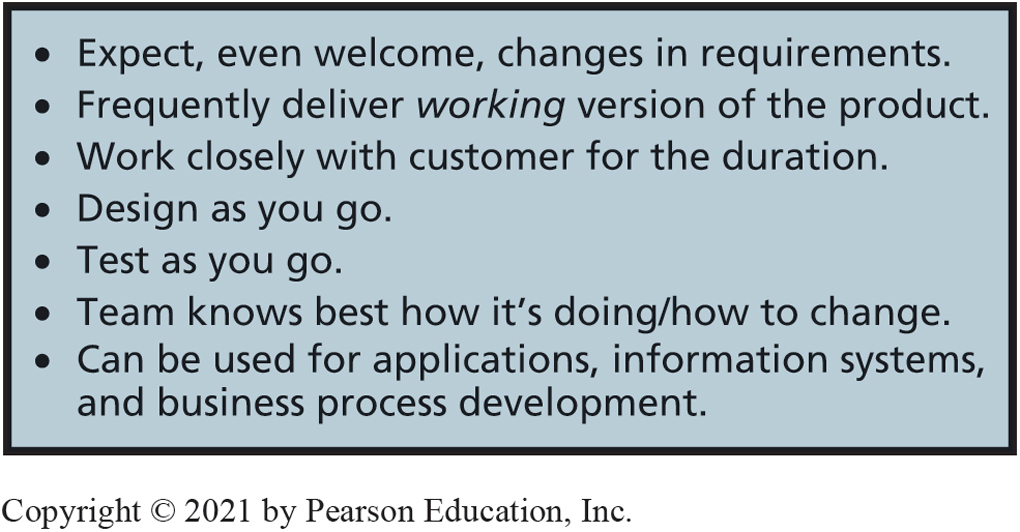 • Expect, even welcome, changes in requirements.
• Frequently deliver working version of the product.
• Work closely with customer for the duration.
• Design as you go.
• Test as you go.
• Team knows best how it’s doing/how to change.
• Can be used for applications, information systems,
and business process development.
Copyright © 2021 by Pearson Education, Inc.